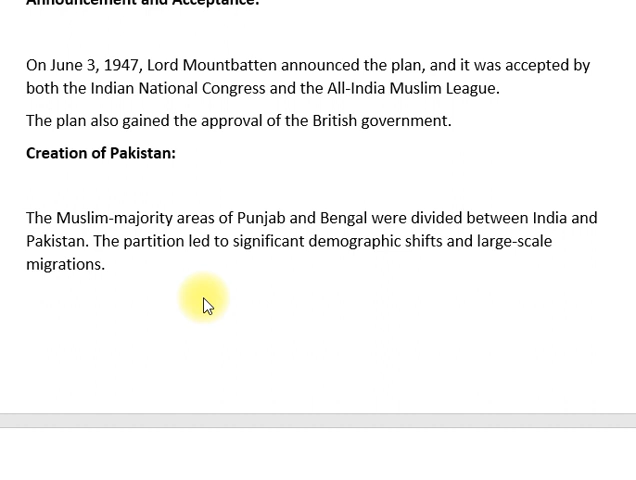 Announcement and Acceptance:
On June 3, 1947, Lord Mountbatten announced the plan, and it was accepted by
both the Indian National Congress and the All-India Muslim League.
The plan also gained the approval of the British government.
Creation of Pakistan:
The Muslim-majority areas of Punjab and Bengal were divided between India and
Pakistan. The partition led to significant demographic shifts and large-scale
migrations.